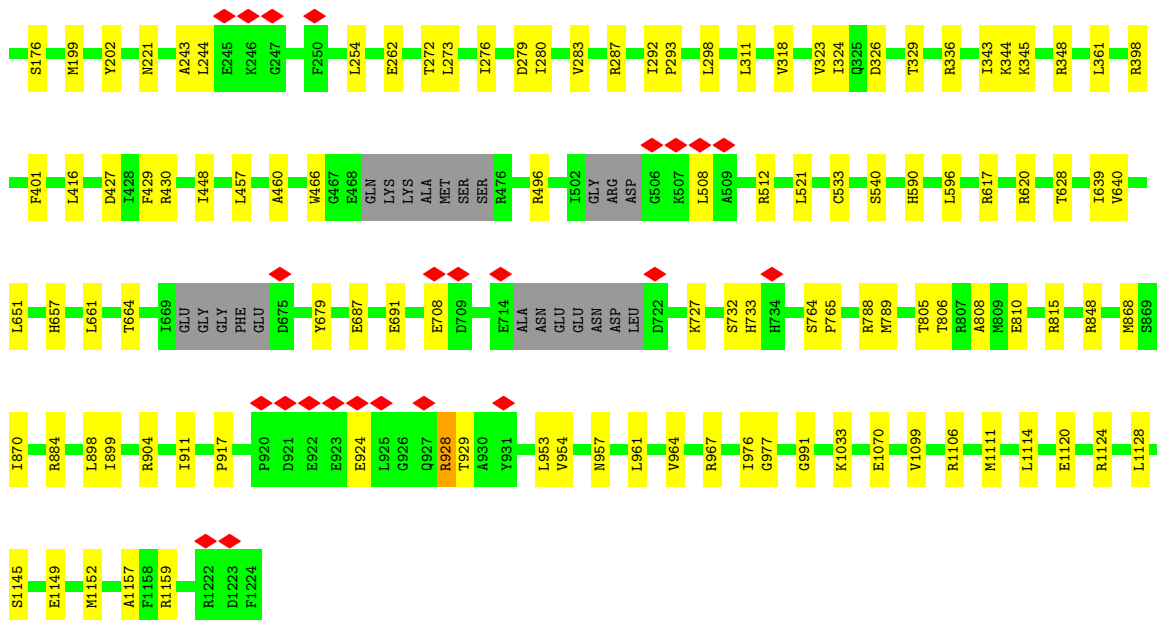 S176 M199 Y202 N221 A243 L244 E245 K246 G247 F250 L254 E262 T272 L273 I276 D279 I280 V283 R287 I292 P293 L298 L311 V318 V323 I324 Q325 D326 T329 R336 I343 K344 K345 R348 L361 R398
F401 L416 D427 I428 F429 R430 I448 L457 A460 W466 G467 E468 GLN LYS LYS ALA MET SER SER R476 R496 I502 GLY ARG ASP G506 K507 L508 A509 R512 L521 C533 S540 H590 L596 R617 R620 T628 I639 V640
L651 H657 L661 T664 I669 GLU GLY GLY PHE GLU D675 Y679 E687 E691 E708 D709 E714 ALA ASN GLU GLU ASN ASP LEU D722 K727 S732 H733 H734 S764 P765 R788 M789 T805 T806 R807 A808 M809 E810 R815 R848 M868 S869
I870 R884 L898 I899 R904 I911 P917 P920 D921 E922 E923 E924 L925 G926 Q927 R928 T929 A930 Y931 L953 V954 N957 L961 V964 R967 I976 G977 G991 K1033 E1070 V1099 R1106 M1111 L1114 E1120 R1124 L1128
S1145 E1149 M1152 A1157 F1158 R1159 R1222 D1223 F1224